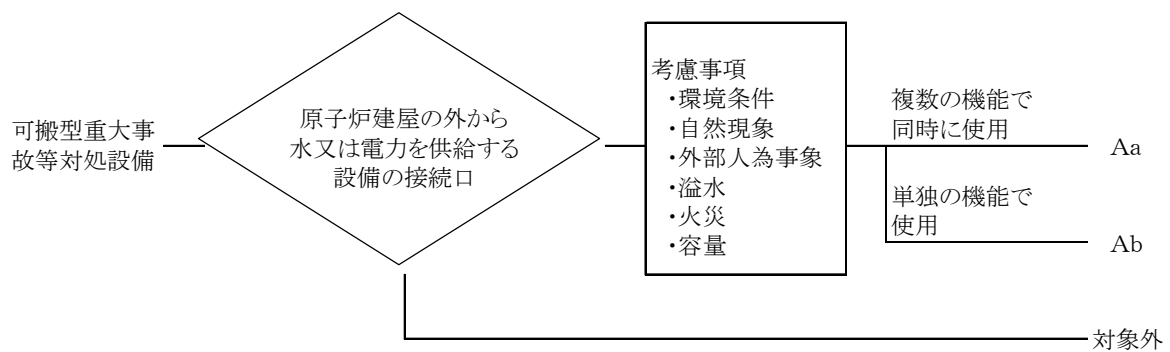 可搬型重大事
故等対処設備
原子炉建屋の外から
水又は電力を供給する
設備の接続口
考慮事項
・環境条件
・自然現象
・外部人為事象
・溢水
・火災
・容量
複数の機能で
同時に使用
Aa
単独の機能で
使用
Ab
対象外